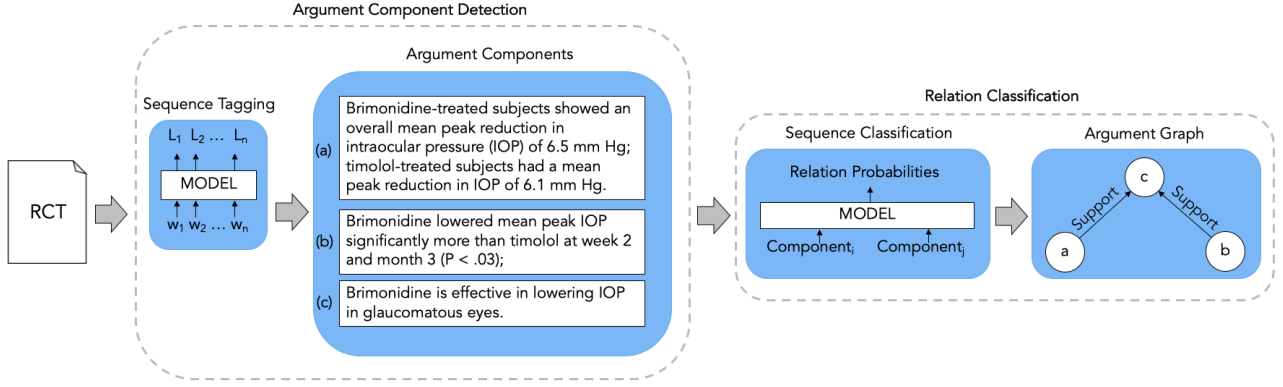 Argument Component Detection
RCT
Sequence Tagging
L1 L2 ... Ln
MODEL
w1 w2 ... wn
Argument Components
(a)
Brimonidine-treated subjects showed an
overall mean peak reduction in
intraocular pressure (IOP) of 6.5 mm Hg;
timolol-treated subjects had a mean
peak reduction in IOP of 6.1 mm Hg.
(b)
Brimonidine lowered mean peak IOP
significantly more than timolol at week 2
and month 3 (P < .03);
(c)
Brimonidine is effective in lowering IOP
in glaucomatous eyes.
Relation Classification
Sequence Classification
Relation Probabilities
MODEL
Componenti Componentj
Argument Graph
c
Support
Support
a
b